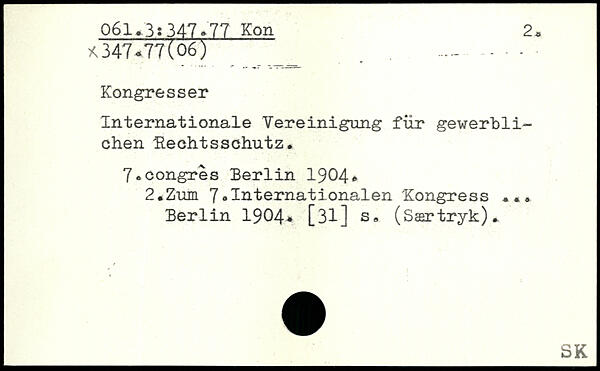 061.3:347.77 Kon
2.
x347.77(06)
Kongresser
Internationale Vereinigung für gewerbli-
chen Rechtsschutz.
7.congrès Berlin 1904.
2.Zum 7.Internationalen Kongress ...
Berlin 1904. [31] s. (Særtryk).
SK